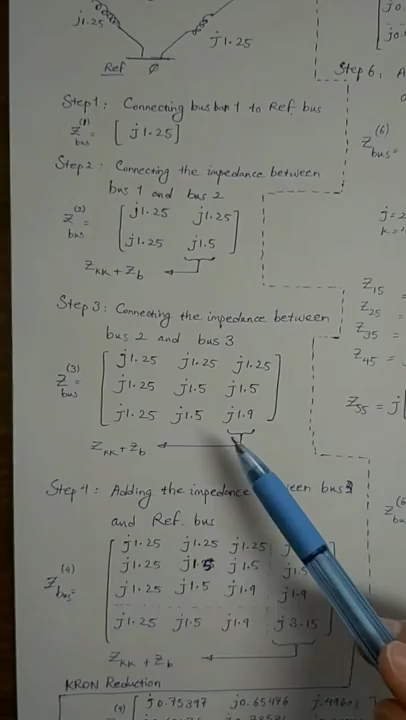 j1.25
j1.25
Ref
Step 6: A
Step 1: Connecting bus bar 1 to Ref. bus
Z bus (1) = [ j1.25 ]
Z bus (6) =
Step 2: Connecting the impedance between
bus 1 and bus 2
Z bus (2) = j1.25 j1.25
j1.25 j1.5
Zkk + Zb
Z15
Z25
Z35
Z45
Z55 = j
Step 3: Connecting the impedance between
bus 2 and bus 3
Z bus (3) = j1.25 j1.25 j1.25
j1.25 j1.5 j1.5
j1.25 j1.5 j1.9
Zkk + Zb
Step 4: Adding the impedance
and Ref. bus
Z bus (4) = j1.25 j1.25 j1.25
j1.25 j1.5 j1.5 j1.5
j1.25 j1.5 j1.9 j1.9
j1.25 j1.5 j1.9 j3.15
Zkk + Zb
KRON Reduction
(4) j0.75397 j0.65476